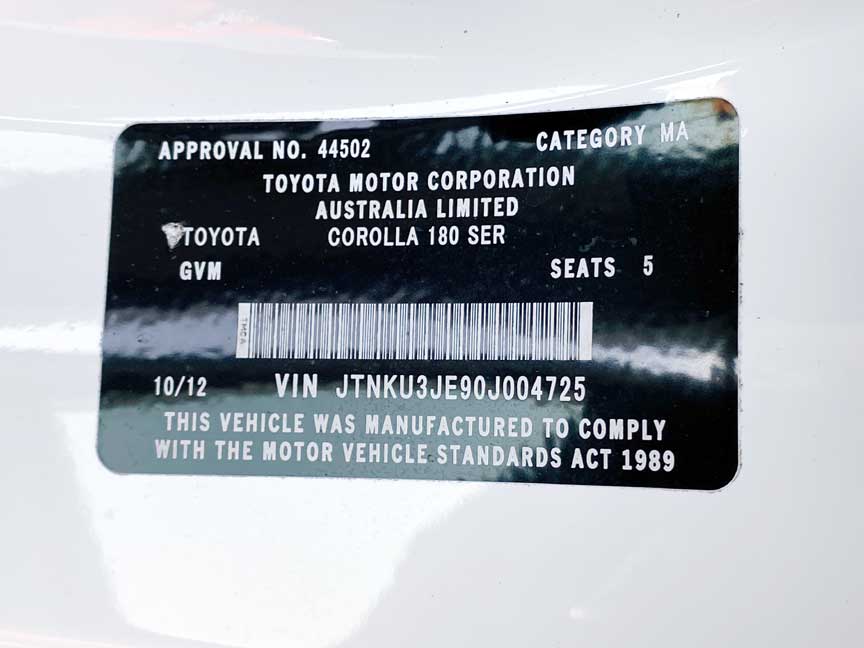 APPROVAL NO. 44502 CATEGORY MA
TOYOTA MOTOR CORPORATION
AUSTRALIA LIMITED
TOYOTA COROLLA 180 SER
GVM SEATS 5
TMCA
10/12 VIN JTNKU3JE90J004725
THIS VEHICLE WAS MANUFACTURED TO COMPLY
WITH THE MOTOR VEHICLE STANDARDS ACT 1989